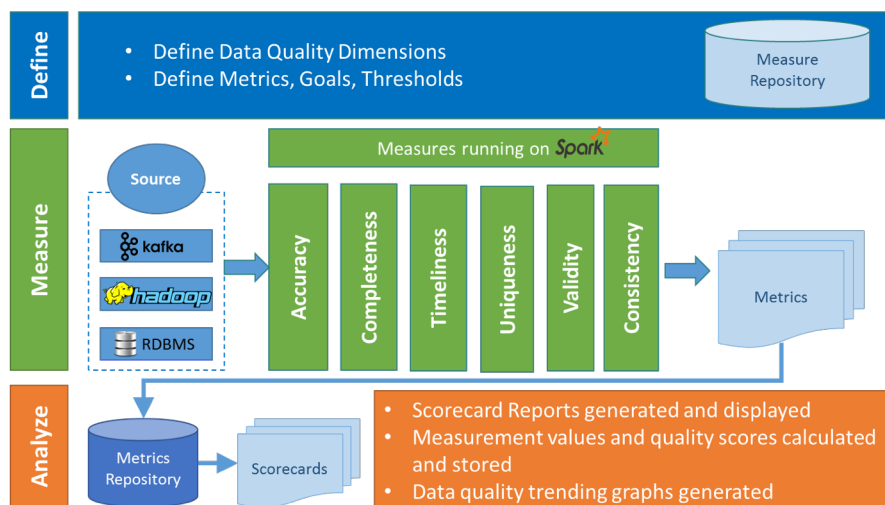 Define
• Define Data Quality Dimensions
• Define Metrics, Goals, Thresholds
Measure
Repository
Measure
Source
kafka
hadoop
RDBMS
Measures running on Spark
Accuracy
Completeness
Timeliness
Uniqueness
Validity
Consistency
Metrics
Analyze
Metrics
Repository
Scorecards
• Scorecard Reports generated and displayed
• Measurement values and quality scores calculated
and stored
• Data quality trending graphs generated